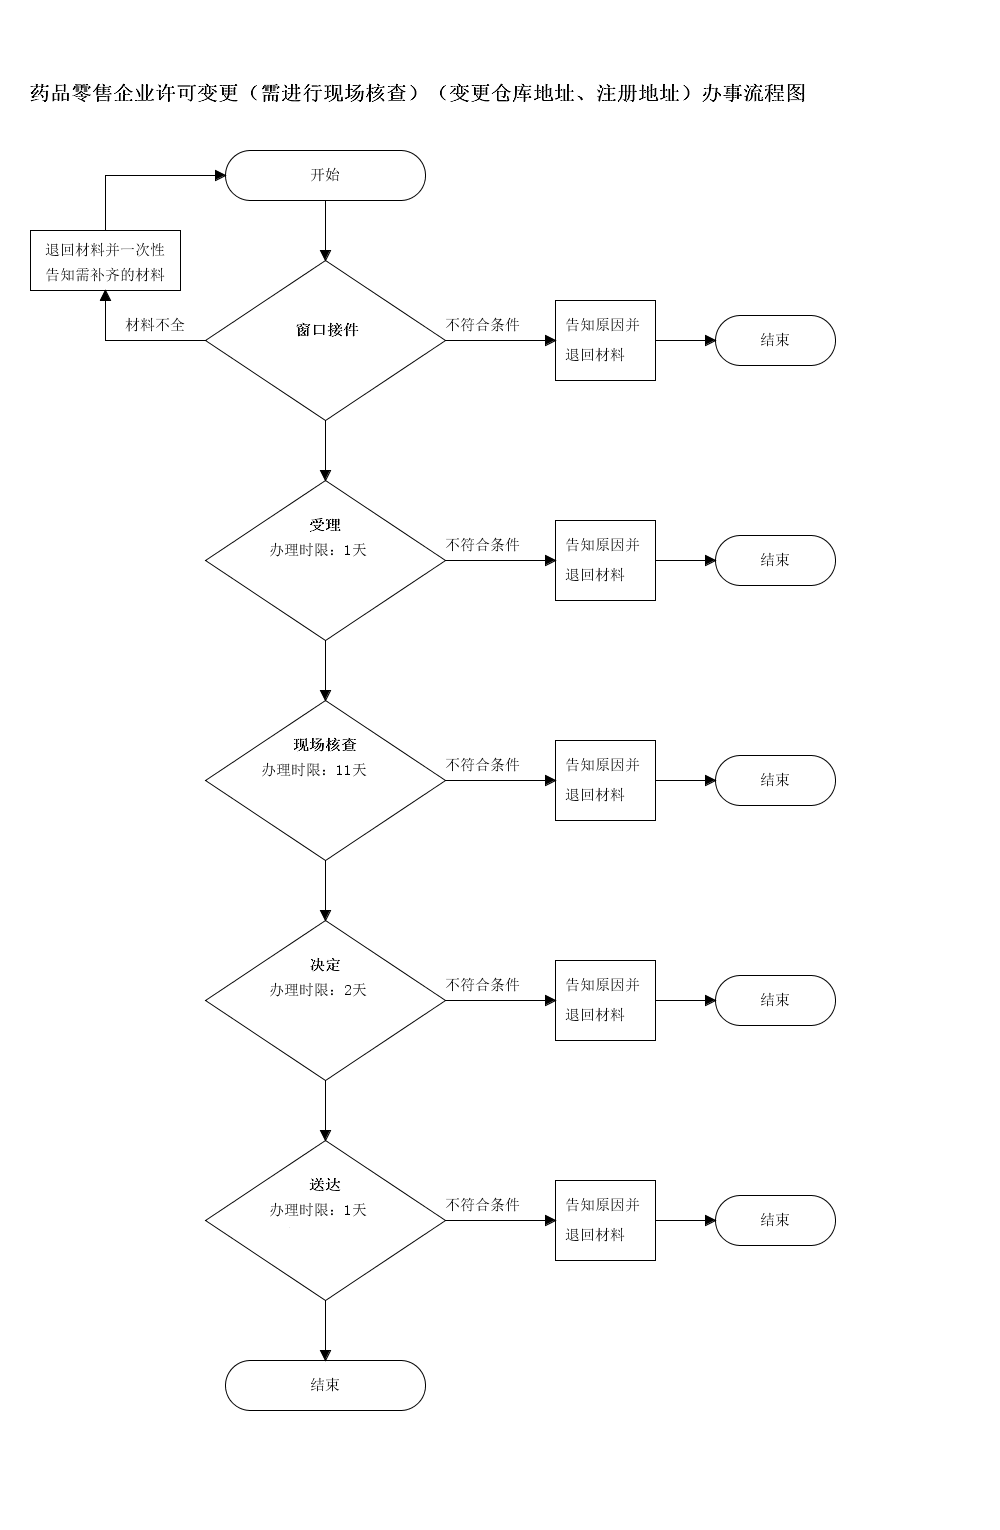 药品零售企业许可变更（需进行现场核查）（变更仓库地址、注册地址）办事流程图
开始
退回材料并一次性
告知需补齐的材料
材料不全
窗口接件
不符合条件
告知原因并
退回材料
结束
受理
办理时限：1天
不符合条件
告知原因并
退回材料
结束
现场核查
办理时限：11天
不符合条件
告知原因并
退回材料
结束
决定
办理时限：2天
不符合条件
告知原因并
退回材料
结束
送达
办理时限：1天
不符合条件
告知原因并
退回材料
结束
结束